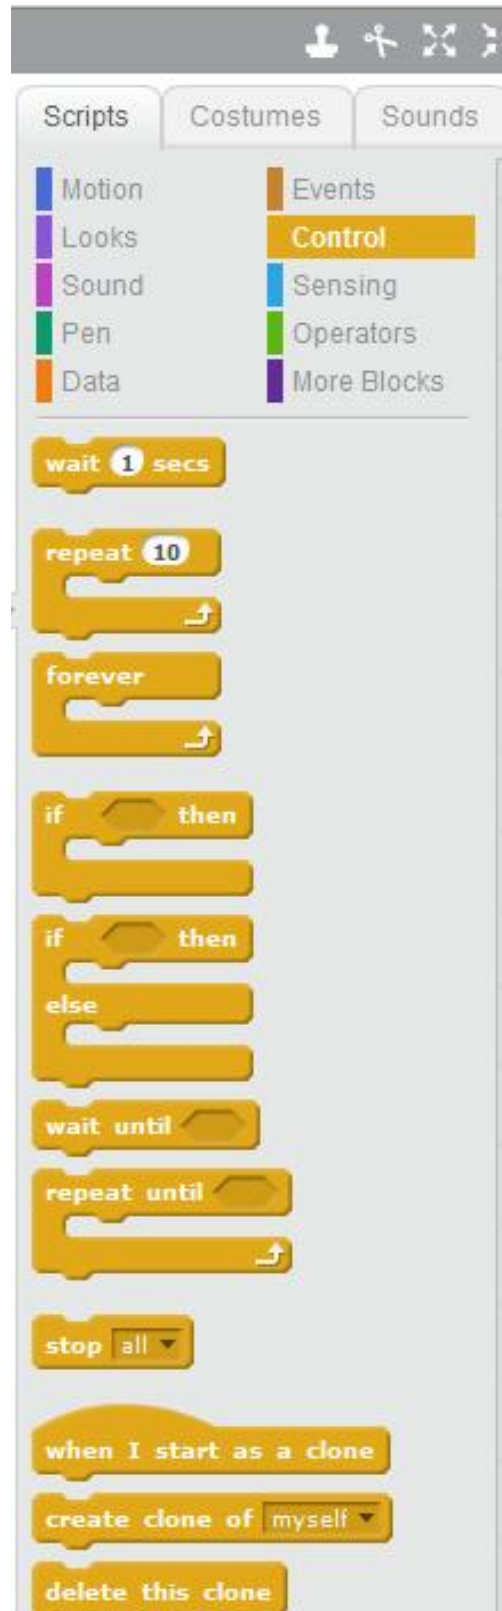 Scripts Costumes Sounds
Motion Events
Looks Control
Sound Sensing
Pen Operators
Data More Blocks
wait 1 secs
repeat 10
forever
if then
if then
else
wait until
repeat until
stop all
when I start as a clone
create clone of myself
delete this clone